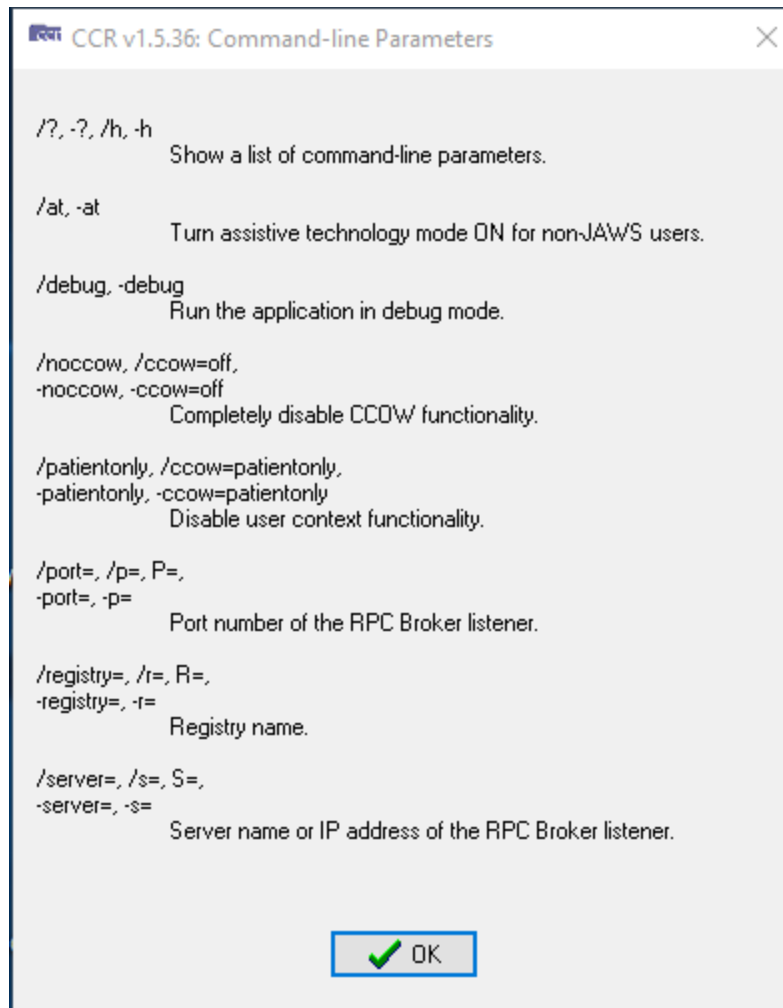 ccr CCR v1.5.36: Command-line Parameters
/?, -?, /h, -h
Show a list of command-line parameters.
/at, -at
Turn assistive technology mode ON for non-JAWS users.
/debug, -debug
Run the application in debug mode.
/noccow, /ccow=off,
-noccow, -ccow=off
Completely disable CCOW functionality.
/patientonly, /ccow=patientonly,
-patientonly, -ccow=patientonly
Disable user context functionality.
/port=, /p=, P=,
-port=, -p=
Port number of the RPC Broker listener.
/registry=, /r=, R=,
-registry=, -r=
Registry name.
/server=, /s=, S=,
-server=, -s=
Server name or IP address of the RPC Broker listener.
OK